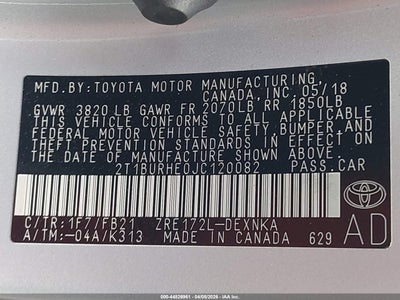 MFD.BY:TOYOTA MOTOR MANUFACTURING,
CANADA,INC.05/18
GVWR 3820LB GAWR FR 2070LB RR 1850LB
THIS VEHICLE CONFORMS TO ALL APPLICABLE
FEDERAL MOTOR VEHICLE SAFETY,BUMPER,AND
THEFT PREVENTION STANDARDS IN EFFECT ON
THE DATE OF MANUFACTURE SHOWN ABOVE.
2T1BURHE0JC120082 PASS.CAR
C/TR:1F7/FB21 ZRE172L-DEXNKA
A/TM:-04A/K313 MADE IN CANADA 629
AD
000-44826981 - 04/08/2026 - IAA Inc.